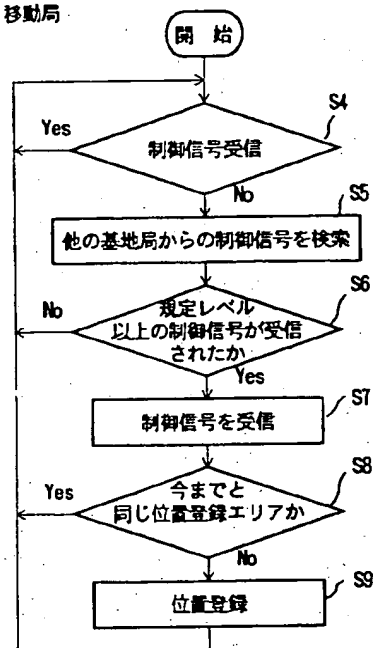 移動局
開 始
S4
Yes
制御信号受信
No
S5
他の基地局からの制御信号を検索
S6
No
規定レベル
以上の制御信号が受信
されたか
Yes
S7
制御信号を受信
S8
Yes
今までと
同じ位置登録エリアか
No
S9
位置登録